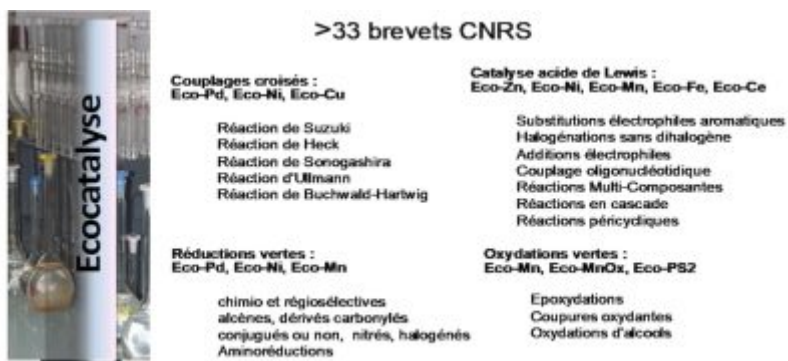 >33 brevets CNRS
Ecocatalyse
Couplages croisés :
Eco-Pd, Eco-Ni, Eco-Cu
Réaction de Suzuki
Réaction de Heck
Réaction de Sonogashira
Réaction d'Ullmann
Réaction de Buchwald-Hartwig
Catalyse acide de Lewis :
Eco-Zn, Eco-Ni, Eco-Mn, Eco-Fe, Eco-Ce
Substitutions électrophiles aromatiques
Halogénations sans dihalogène
Additions électrophiles
Couplage oligonucléotidique
Réactions Multi-Composantes
Réactions en cascade
Réactions péricycliques
Réductions vertes :
Eco-Pd, Eco-Ni, Eco-Mn
chimio et régiosélectives
alcènes, dérivés carbonylés
conjugués ou non, nitrés, halogénés
Aminoréductions
Oxydations vertes :
Eco-Mn, Eco-MnOx, Eco-PS2
Epoxydations
Coupures oxydantes
Oxydations d'alcools